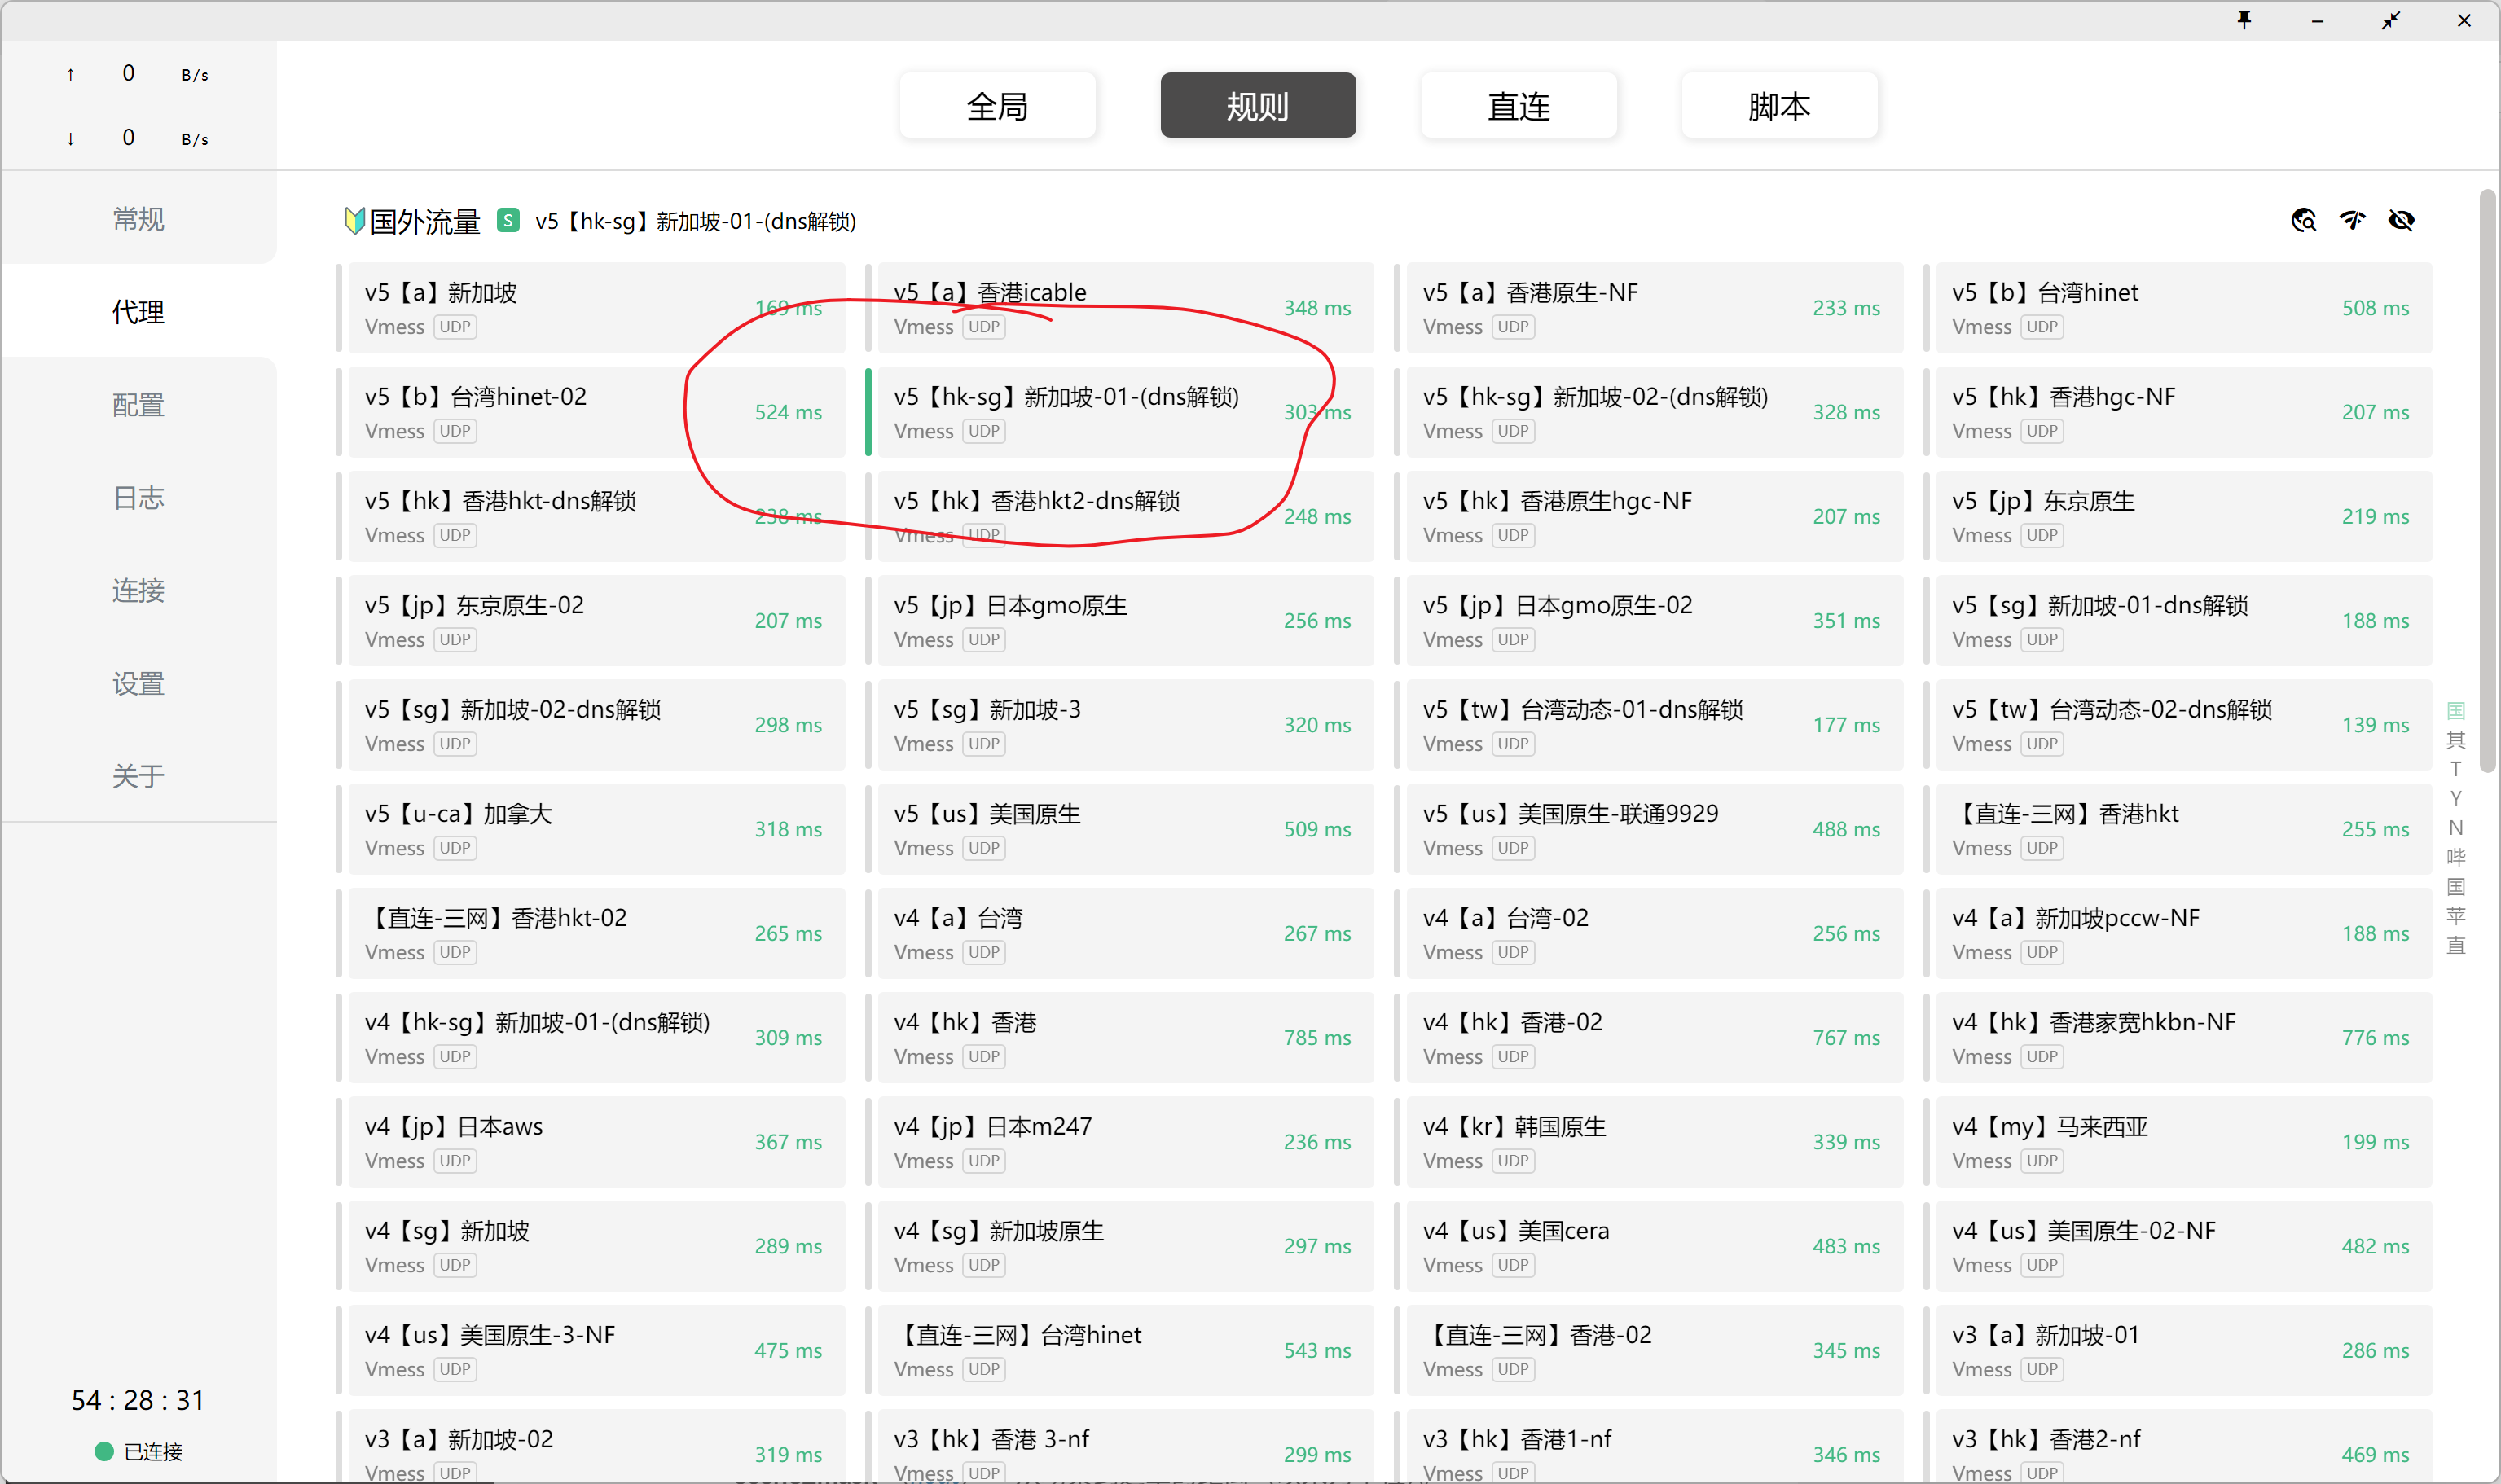 ↑ 0 B/s
↓ 0 B/s
全局 规则 直连 脚本
常规
代理
配置
日志
连接
设置
关于
54 : 28 : 31
已连接
国外流量 S v5【hk-sg】新加坡-01-(dns解锁)
v5【a】新加坡
Vmess UDP
169 ms
v5【a】香港icable
Vmess UDP
348 ms
v5【a】香港原生-NF
Vmess UDP
233 ms
v5【b】台湾hinet
Vmess UDP
508 ms
v5【b】台湾hinet-02
Vmess UDP
524 ms
v5【hk-sg】新加坡-01-(dns解锁)
Vmess UDP
303 ms
v5【hk-sg】新加坡-02-(dns解锁)
Vmess UDP
328 ms
v5【hk】香港hgc-NF
Vmess UDP
207 ms
v5【hk】香港hkt-dns解锁
Vmess UDP
238 ms
v5【hk】香港hkt2-dns解锁
Vmess UDP
248 ms
v5【hk】香港原生hgc-NF
Vmess UDP
207 ms
v5【jp】东京原生
Vmess UDP
219 ms
v5【jp】东京原生-02
Vmess UDP
207 ms
v5【jp】日本gmo原生
Vmess UDP
256 ms
v5【jp】日本gmo原生-02
Vmess UDP
351 ms
v5【sg】新加坡-01-dns解锁
Vmess UDP
188 ms
v5【sg】新加坡-02-dns解锁
Vmess UDP
298 ms
v5【sg】新加坡-3
Vmess UDP
320 ms
v5【tw】台湾动态-01-dns解锁
Vmess UDP
177 ms
v5【tw】台湾动态-02-dns解锁
Vmess UDP
139 ms
v5【u-ca】加拿大
Vmess UDP
318 ms
v5【us】美国原生
Vmess UDP
509 ms
v5【us】美国原生-联通9929
Vmess UDP
488 ms
【直连-三网】香港hkt
Vmess UDP
255 ms
【直连-三网】香港hkt-02
Vmess UDP
265 ms
v4【a】台湾
Vmess UDP
267 ms
v4【a】台湾-02
Vmess UDP
256 ms
v4【a】新加坡pccw-NF
Vmess UDP
188 ms
v4【hk-sg】新加坡-01-(dns解锁)
Vmess UDP
309 ms
v4【hk】香港
Vmess UDP
785 ms
v4【hk】香港-02
Vmess UDP
767 ms
v4【hk】香港家宽hkbn-NF
Vmess UDP
776 ms
v4【jp】日本aws
Vmess UDP
367 ms
v4【jp】日本m247
Vmess UDP
236 ms
v4【kr】韩国原生
Vmess UDP
339 ms
v4【my】马来西亚
Vmess UDP
199 ms
v4【sg】新加坡
Vmess UDP
289 ms
v4【sg】新加坡原生
Vmess UDP
297 ms
v4【us】美国cera
Vmess UDP
483 ms
v4【us】美国原生-02-NF
Vmess UDP
482 ms
v4【us】美国原生-3-NF
Vmess UDP
475 ms
【直连-三网】台湾hinet
Vmess UDP
543 ms
【直连-三网】香港-02
Vmess UDP
345 ms
v3【a】新加坡-01
Vmess UDP
286 ms
v3【a】新加坡-02
Vmess UDP
319 ms
v3【hk】香港 3-nf
Vmess UDP
299 ms
v3【hk】香港1-nf
Vmess UDP
346 ms
v3【hk】香港2-nf
Vmess UDP
469 ms
国
其
T
Y
N
哔
国
苹
直